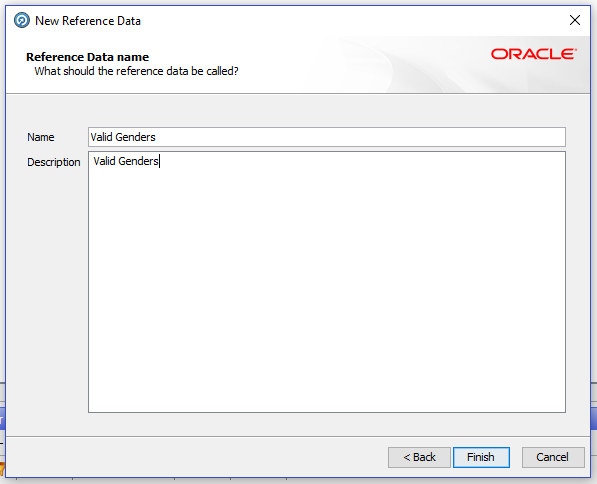 New Reference Data
Reference Data name
What should the reference data be called?
ORACLE
Name
Valid Genders
Description
Valid Genders
< Back
Finish
Cancel